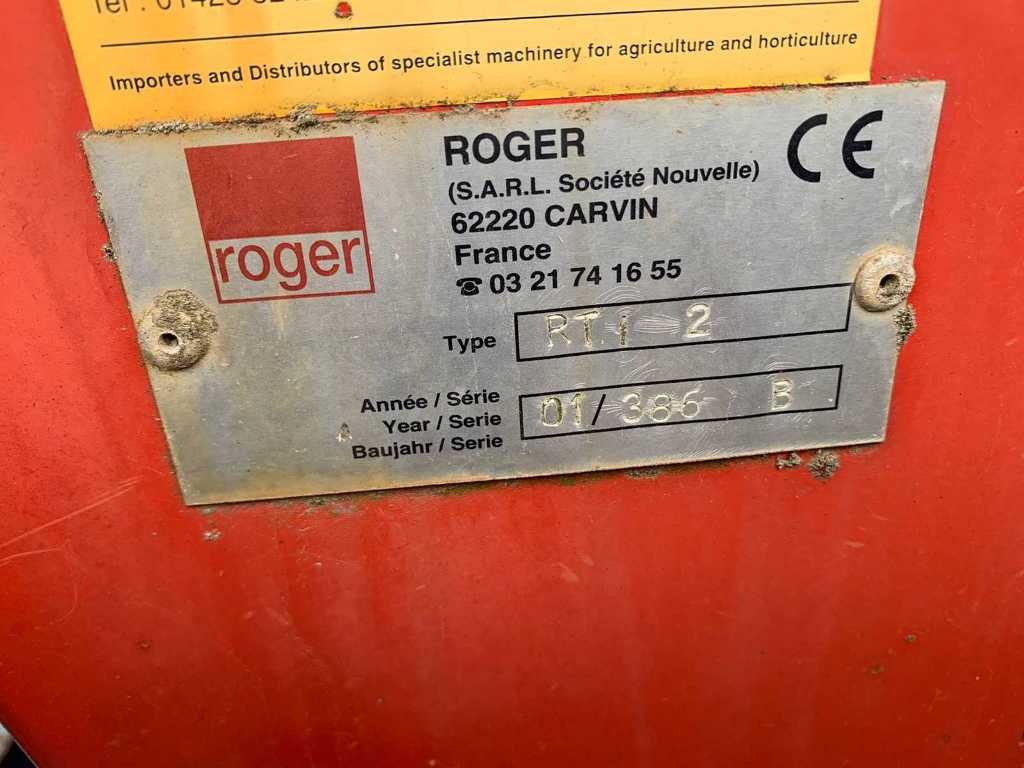 Importers and Distributors of specialist machinery for agriculture and horticulture
roger
ROGER
(S.A.R.L. Société Nouvelle)
62220 CARVIN
France
☎ 03 21 74 16 55
CE
Type RT.i 2
Année / Série
Year / Serie
Baujahr / Serie
01/386 B